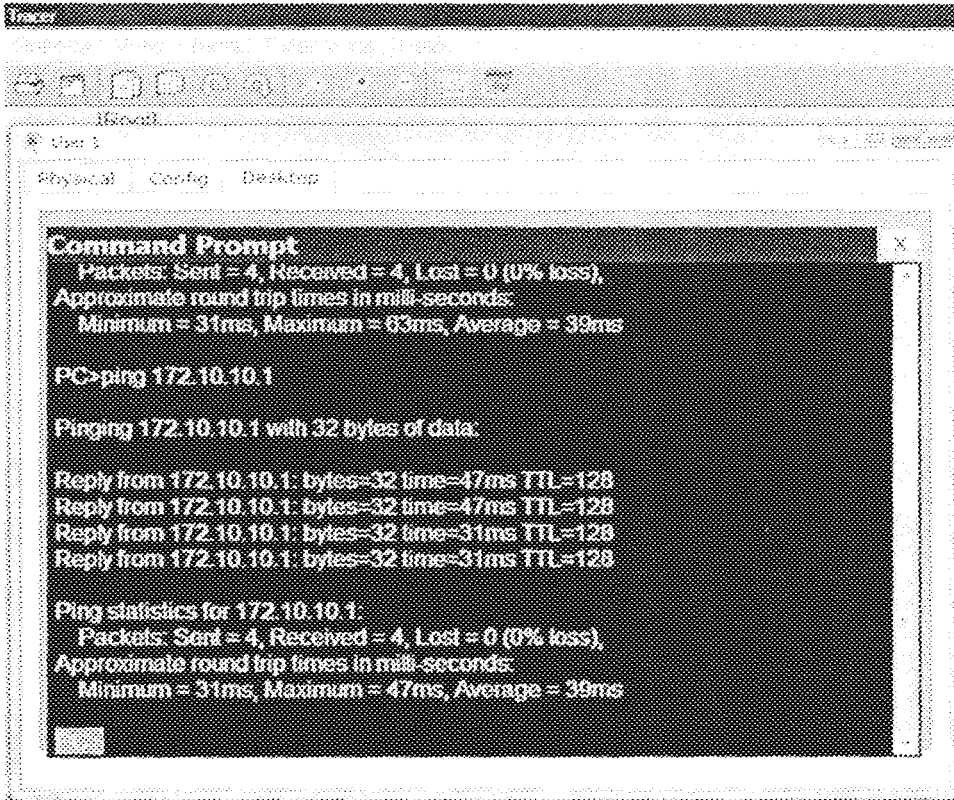 Tracer
[Root]
User 1
Physical Config Desktop
Command Prompt X
Packets: Sent = 4, Received = 4, Lost = 0 (0% loss),
Approximate round trip times in milli-seconds:
Minimum = 31ms, Maximum = 63ms, Average = 39ms
PC>ping 172.10.10.1
Pinging 172.10.10.1 with 32 bytes of data:
Reply from 172.10.10.1: bytes=32 time=47ms TTL=128
Reply from 172.10.10.1: bytes=32 time=47ms TTL=128
Reply from 172.10.10.1: bytes=32 time=31ms TTL=128
Reply from 172.10.10.1: bytes=32 time=31ms TTL=128
Ping statistics for 172.10.10.1:
Packets: Sent = 4, Received = 4, Lost = 0 (0% loss),
Approximate round trip times in milli-seconds:
Minimum = 31ms, Maximum = 47ms, Average = 39ms